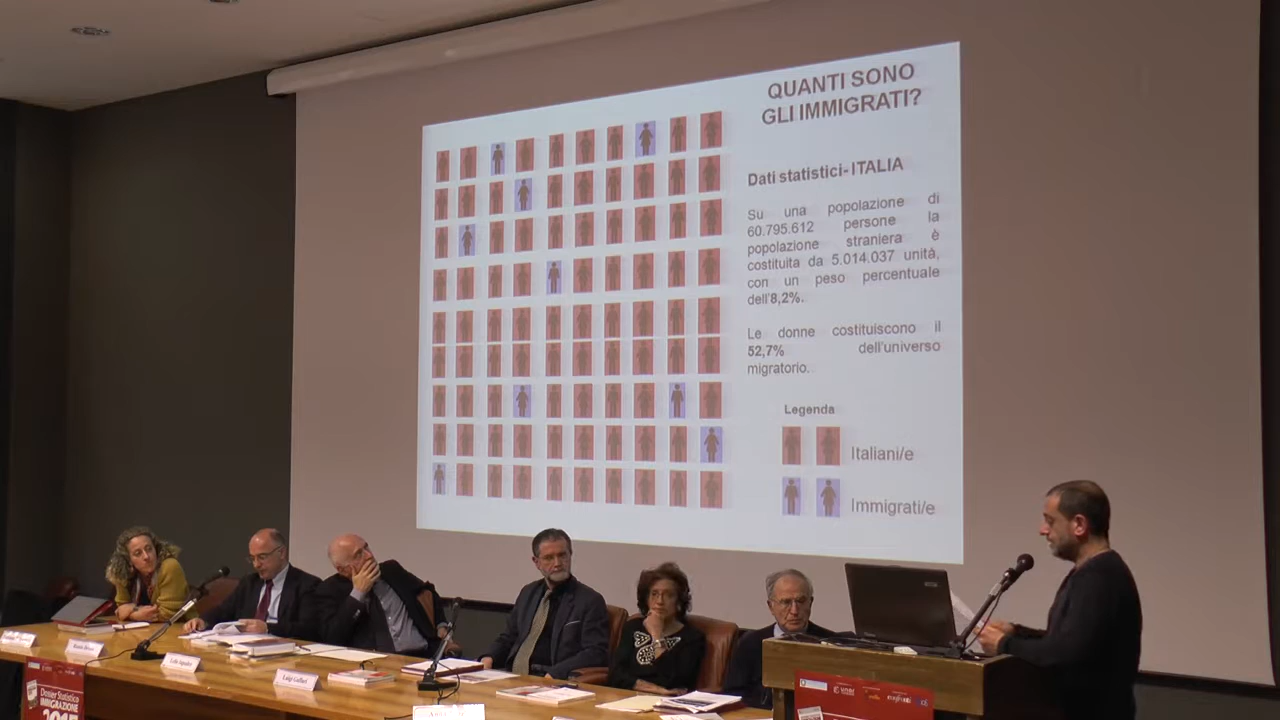 QUANTI SONO
GLI IMMIGRATI?
Dati statistici- ITALIA
Su una popolazione di
60.795.612 persone la
popolazione straniera è
costituita da 5.014.037 unità,
con un peso percentuale
dell'8,2%.
Le donne costituiscono il
52,7% dell'universo
migratorio.
Legenda
Italiani/e
Immigrati/e
Dossier Statistico
IMMIGRAZIONE